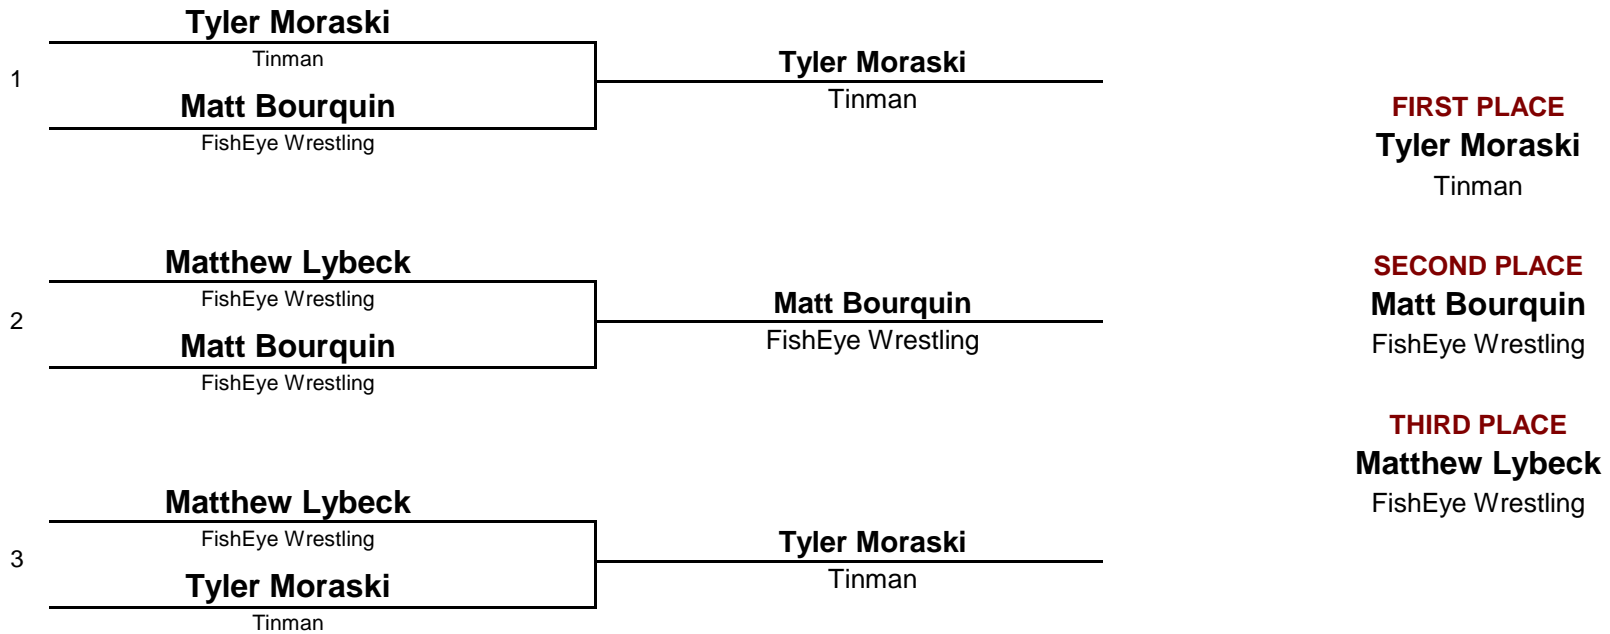 Tyler Moraski
Tinman
1
Matt Bourquin
FishEye Wrestling
Tyler Moraski
Tinman
Matthew Lybeck
FishEye Wrestling
2
Matt Bourquin
FishEye Wrestling
Matt Bourquin
FishEye Wrestling
Matthew Lybeck
FishEye Wrestling
3
Tyler Moraski
Tinman
Tyler Moraski
Tinman
FIRST PLACE
Tyler Moraski
Tinman
SECOND PLACE
Matt Bourquin
FishEye Wrestling
THIRD PLACE
Matthew Lybeck
FishEye Wrestling